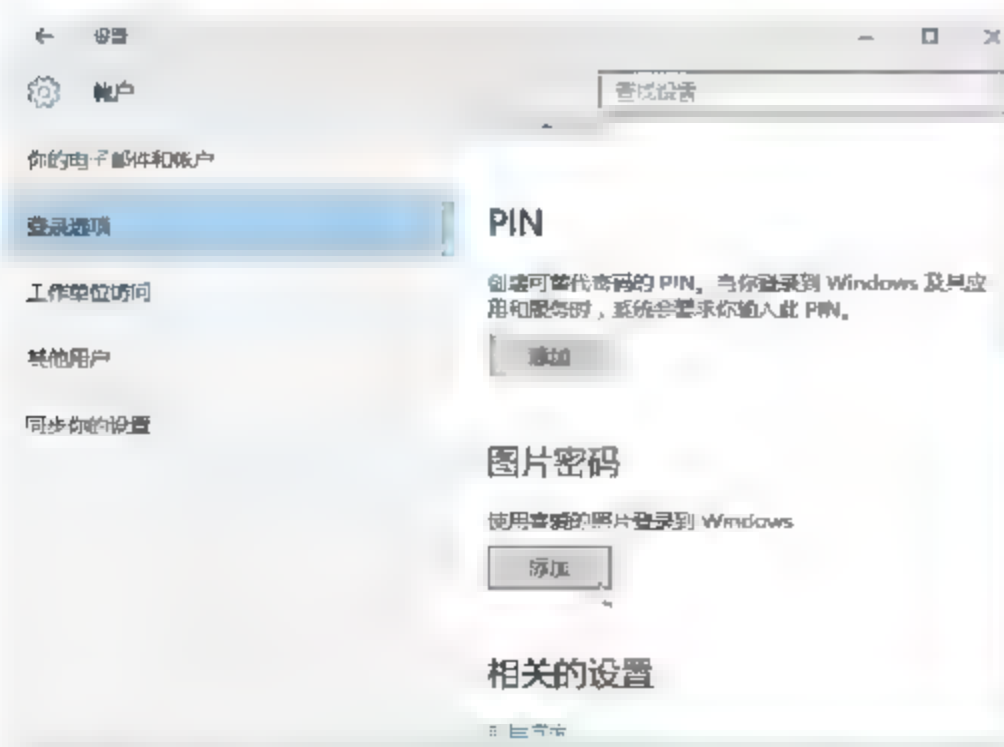 设置
帐户
查找设置
你的电子邮件和帐户
登录选项
工作单位访问
其他用户
同步你的设置
PIN
创建可替代密码的 PIN。当你登录到 Windows 及其应
用和服务时，系统会要求你输入此 PIN。
添加
图片密码
使用喜爱的照片登录到 Windows
添加
相关的设置